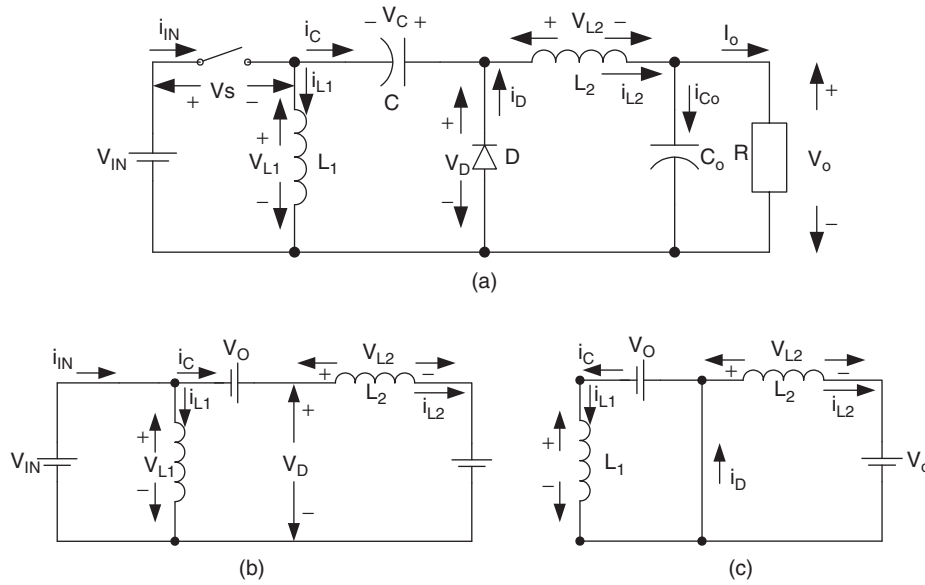 i_IN i_C − V_C + + V_L2 − I_o
+ Vs − i_L1 C i_D L_2 i_L2 i_Co +
V_IN + V_L1 − L_1 + V_D − D C_o R V_o
−
(a)
i_IN i_C V_O V_L2
+ L_2 −
i_L1 i_L2
V_IN + V_L1 − + V_D −
(b)
i_C V_O V_L2
+ L_2 −
i_L1 i_L2
+ L_1 − i_D V_o
(c)